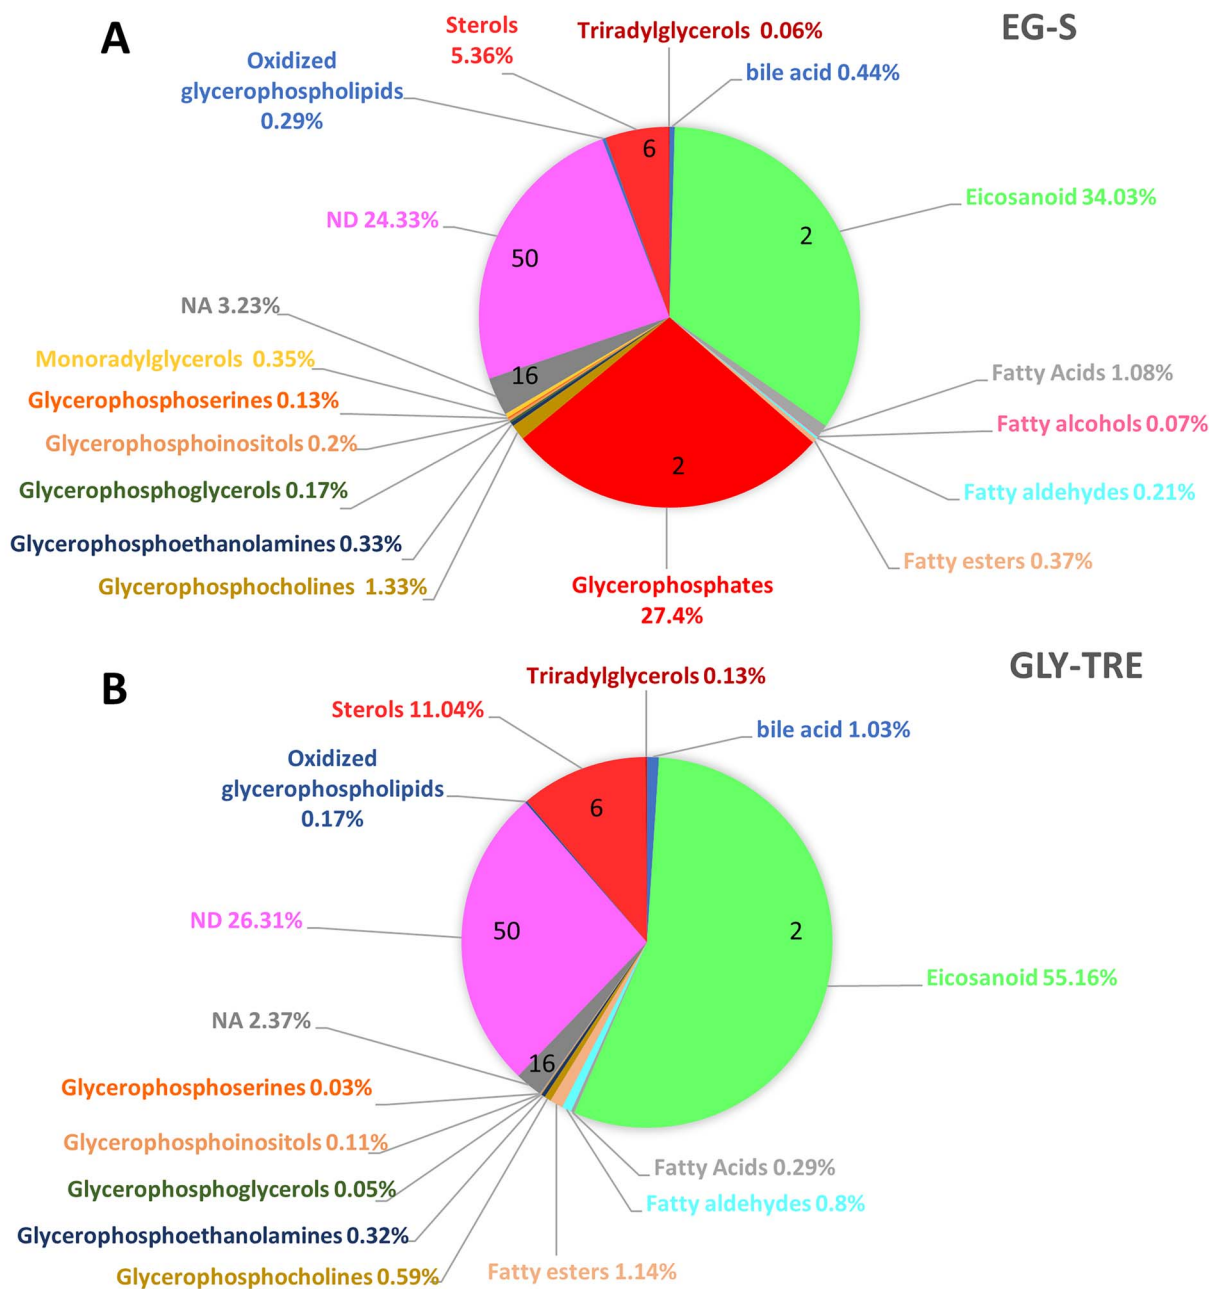 A
EG-S
Triradylglycerols 0.06%
Sterols
5.36%
bile acid 0.44%
Oxidized
glycerophospholipids
0.29%
6
Eicosanoid 34.03%
2
ND 24.33%
50
NA 3.23%
16
Monoradylglycerols 0.35%
Fatty Acids 1.08%
Glycerophosphoserines 0.13%
Fatty alcohols 0.07%
Glycerophosphoinositols 0.2%
2
Glycerophosphoglycerols 0.17%
Fatty aldehydes 0.21%
Glycerophosphoethanolamines 0.33%
Fatty esters 0.37%
Glycerophosphocholines 1.33%
Glycerophosphates
27.4%
B
GLY-TRE
Triradylglycerols 0.13%
Sterols 11.04%
bile acid 1.03%
Oxidized
glycerophospholipids
0.17%
6
ND 26.31%
50
2
Eicosanoid 55.16%
NA 2.37%
16
Glycerophosphoserines 0.03%
Glycerophosphoinositols 0.11%
Fatty Acids 0.29%
Glycerophosphoglycerols 0.05%
Fatty aldehydes 0.8%
Glycerophosphoethanolamines 0.32%
Glycerophosphocholines 0.59%
Fatty esters 1.14%